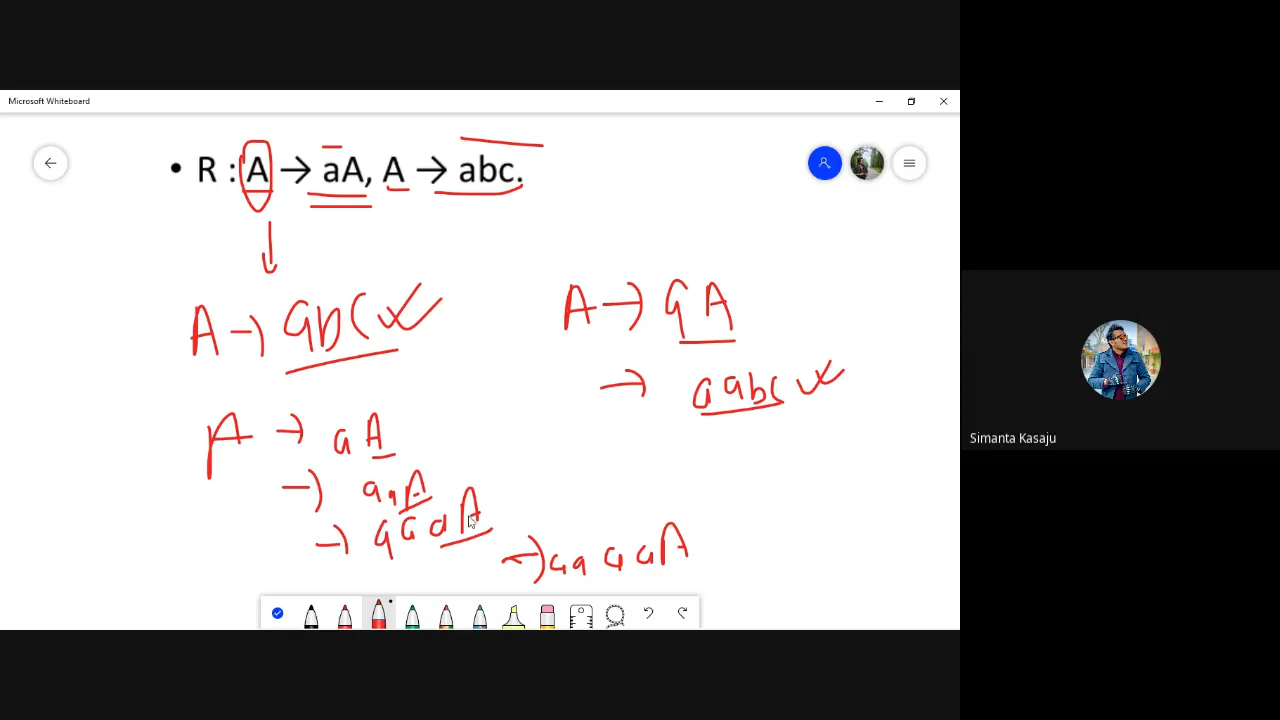 Microsoft Whiteboard
• R : A → aA, A → abc.
A → abc ✓
A → aA
→ aabc ✓
A → aA
→ aaA
→ aaaA
→ aaaaA
Simanta Kasaju